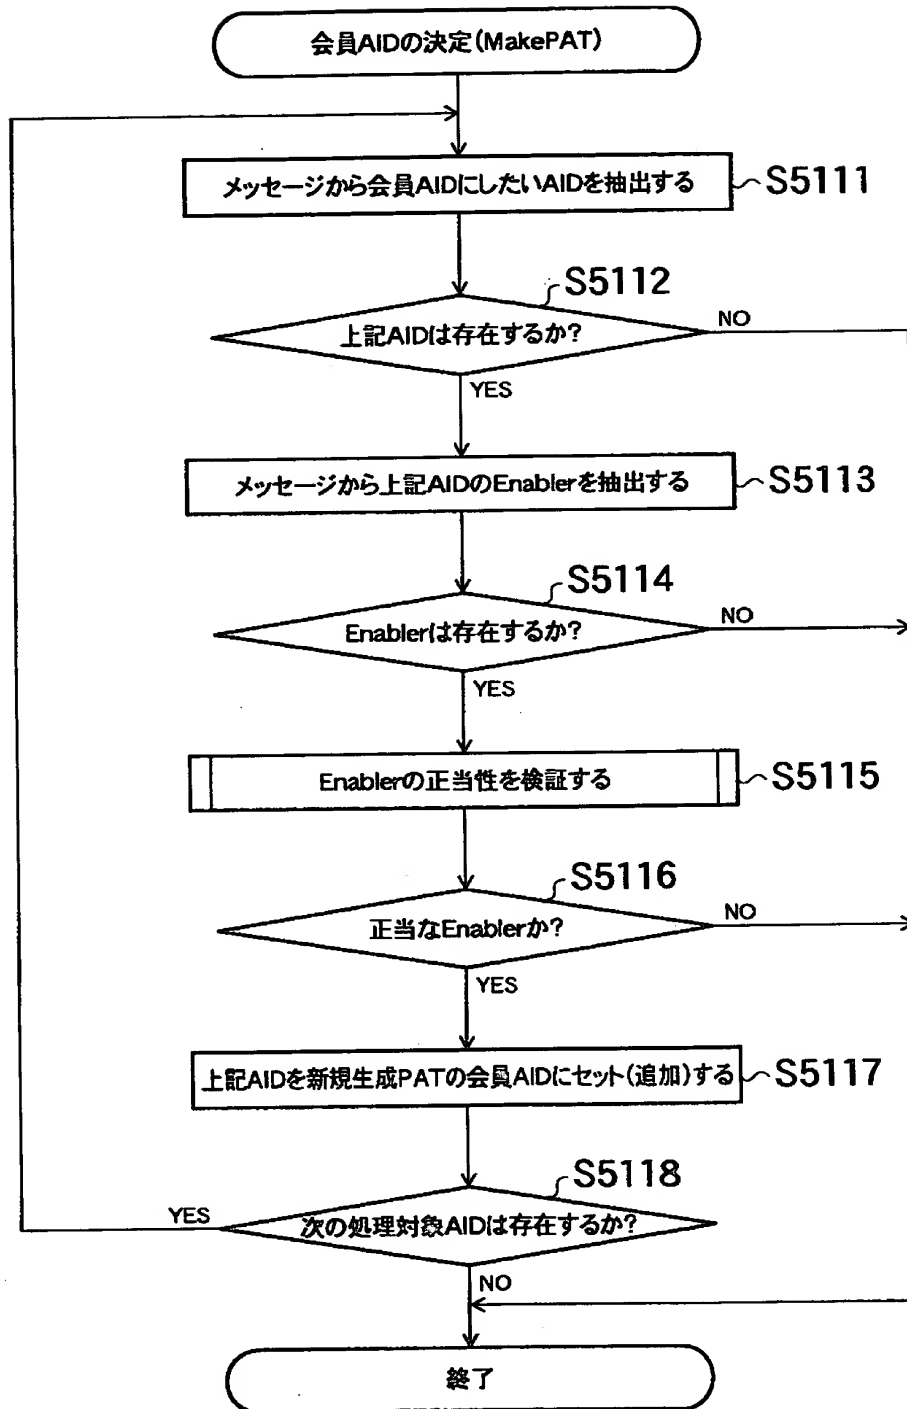 会員AIDの決定(MakePAT)
メッセージから会員AIDにしたいAIDを抽出する
S5111
S5112
上記AIDは存在するか?
NO
YES
メッセージから上記AIDのEnablerを抽出する
S5113
S5114
Enablerは存在するか?
NO
YES
Enablerの正当性を検証する
S5115
S5116
正当なEnablerか?
NO
YES
上記AIDを新規生成PATの会員AIDにセット(追加)する
S5117
S5118
YES
次の処理対象AIDは存在するか?
NO
終了